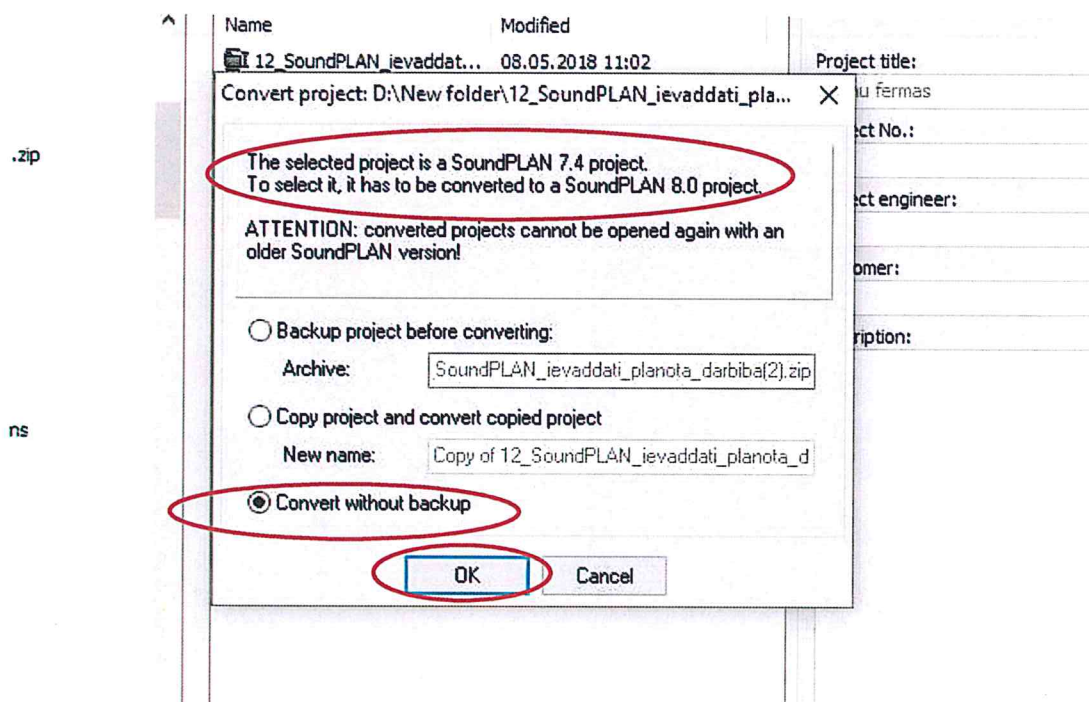 Name Modified
12_SoundPLAN_ievaddat... 08.05.2018 11:02
Project title:
Convert project: D:\New folder\12_SoundPLAN_ievaddati_pla...
fermas
.zip
The selected project is a SoundPLAN 7.4 project.
To select it, it has to be converted to a SoundPLAN 8.0 project.
ect No.:
ect engineer:
ATTENTION: converted projects cannot be opened again with an
older SoundPLAN version!
omer:
Backup project before converting:
ription:
Archive: SoundPLAN_ievaddati_planota_darbiba(2).zip
Copy project and convert copied project
ns
New name: Copy of 12_SoundPLAN_ievaddati_planota_d
Convert without backup
OK Cancel